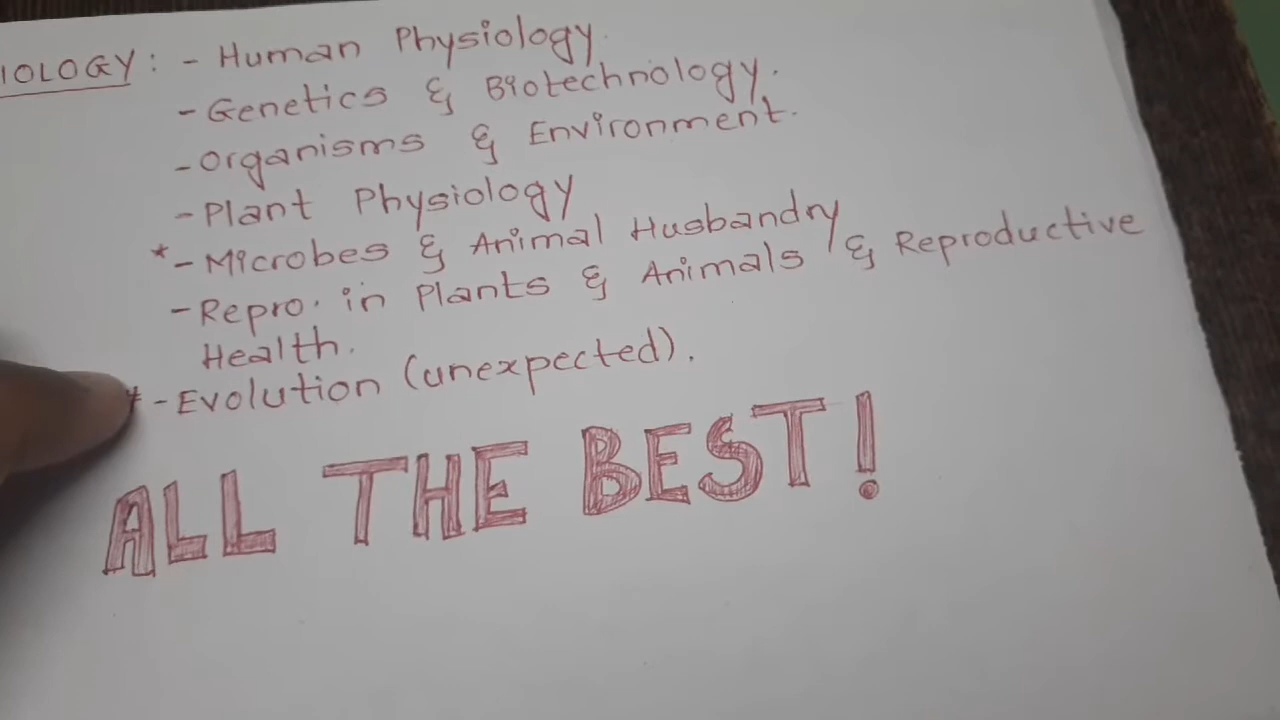 IOLOGY : - Human Physiology.
- Genetics & Biotechnology.
- Organisms & Environment.
- Plant Physiology
* - Microbes & Animal Husbandry
- Repro. in Plants & Animals & Reproductive
Health.
* - Evolution (unexpected).
ALL THE BEST!